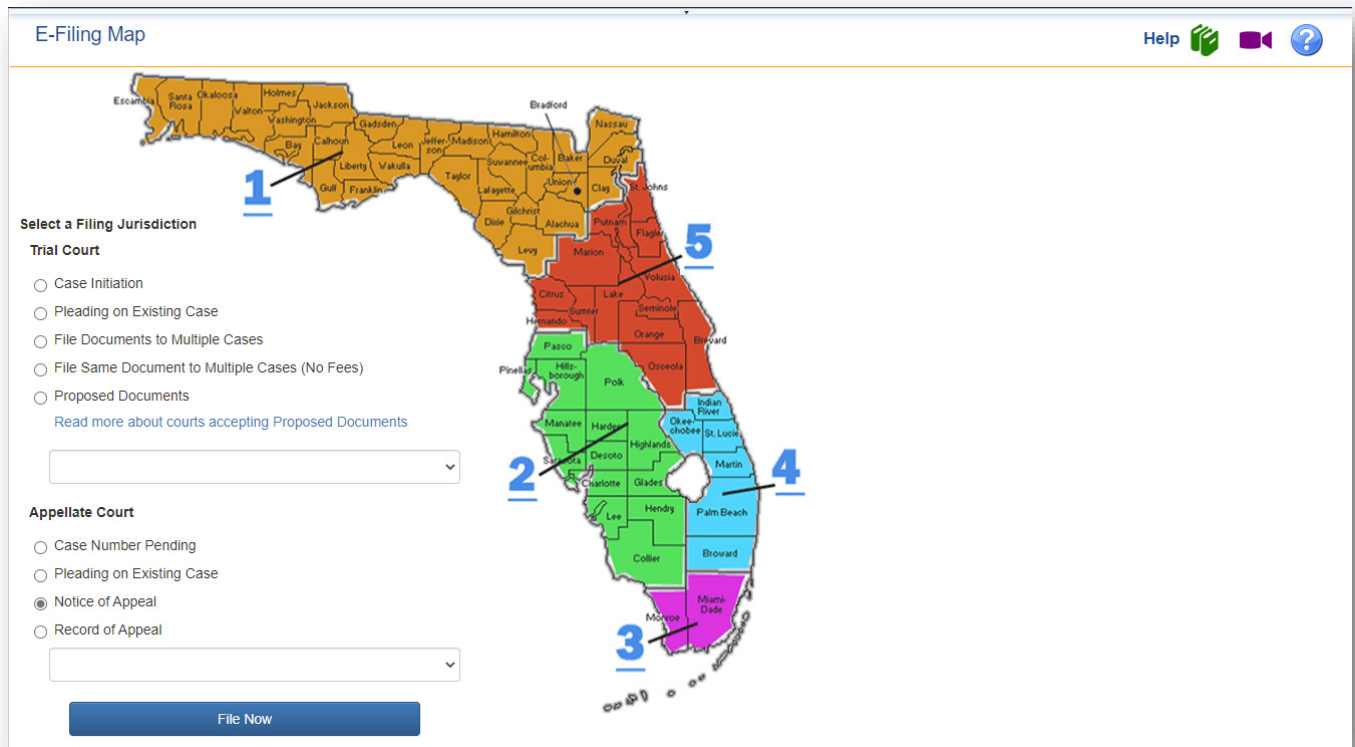 E-Filing Map
Help
?
Escambia
Santa Rosa
Okaloosa
Walton
Holmes
Washington
Jackson
Bay
Calhoun
Gulf
Liberty
Franklin
Gadsden
Leon
Wakulla
Jeffer-
son
Madison
Taylor
Hamilton
Suwannee
Lafayette
Dixie
Col-
umbia
Gilchrist
Levy
Baker
Union
Bradford
Alachua
Nassau
Duval
Clay
St. Johns
1
Putnam
Flagler
Marion
Volusia
Citrus
Lake
Sumter
Hernando
Seminole
Orange
Brevard
Osceola
5
Pasco
Pinellas
Hills-
borough
Polk
Manatee
Hardee
Highlands
Sarasota
Desoto
Charlotte
Glades
Lee
Hendry
Collier
2
Indian
River
Okee-
chobee
St. Lucie
Martin
Palm Beach
Broward
4
Monroe
Miami-
Dade
3
Select a Filing Jurisdiction
Trial Court
Case Initiation
Pleading on Existing Case
File Documents to Multiple Cases
File Same Document to Multiple Cases (No Fees)
Proposed Documents
Read more about courts accepting Proposed Documents
Appellate Court
Case Number Pending
Pleading on Existing Case
Notice of Appeal
Record of Appeal
File Now